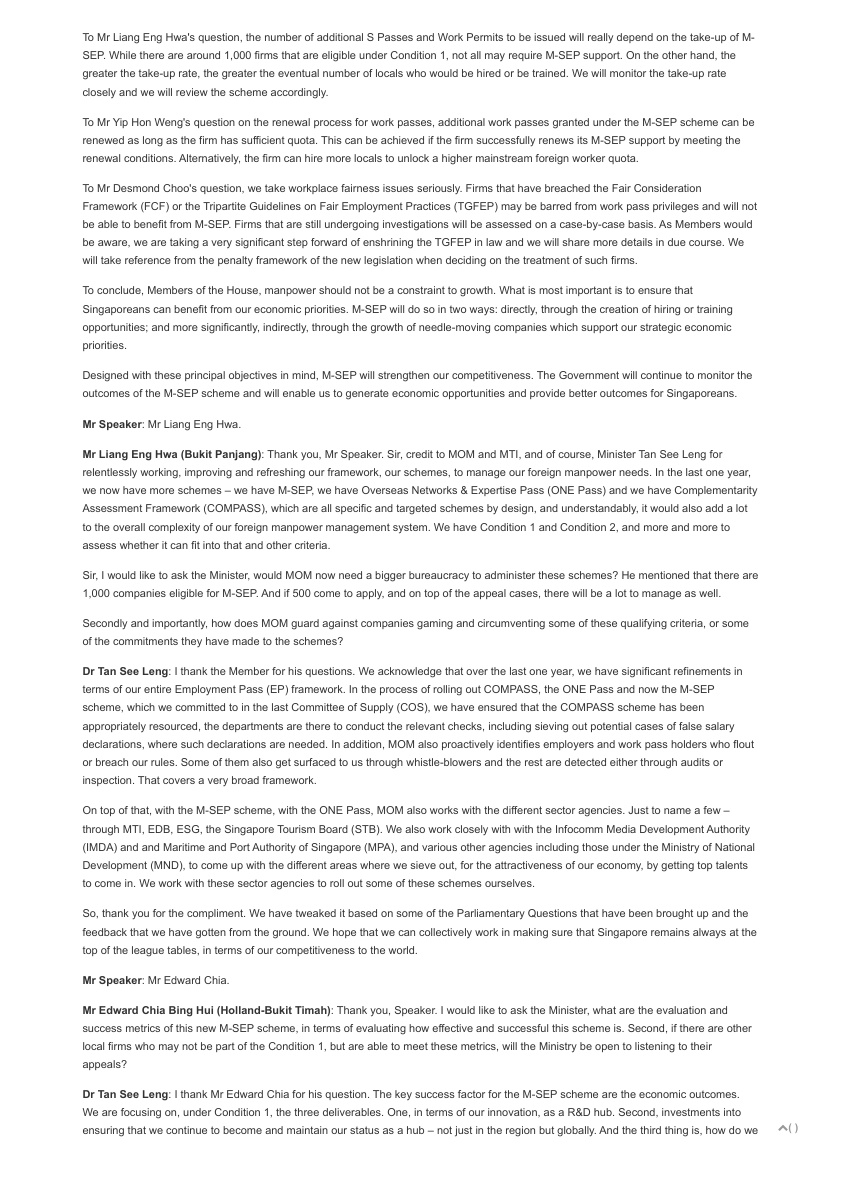 To Mr Liang Eng Hwa's question, the number of additional S Passes and Work Permits to be issued will really depend on the take-up of M-
SEP. While there are around 1,000 firms that are eligible under Condition 1, not all may require M-SEP support. On the other hand, the
greater the take-up rate, the greater the eventual number of locals who would be hired or be trained. We will monitor the take-up rate
closely and we will review the scheme accordingly.
To Mr Yip Hon Weng's question on the renewal process for work passes, additional work passes granted under the M-SEP scheme can be
renewed as long as the firm has sufficient quota. This can be achieved if the firm successfully renews its M-SEP support by meeting the
renewal conditions. Alternatively, the firm can hire more locals to unlock a higher mainstream foreign worker quota.
To Mr Desmond Choo's question, we take workplace fairness issues seriously. Firms that have breached the Fair Consideration
Framework (FCF) or the Tripartite Guidelines on Fair Employment Practices (TGFEP) may be barred from work pass privileges and will not
be able to benefit from M-SEP. Firms that are still undergoing investigations will be assessed on a case-by-case basis. As Members would
be aware, we are taking a very significant step forward of enshrining the TGFEP in law and we will share more details in due course. We
will take reference from the penalty framework of the new legislation when deciding on the treatment of such firms.
To conclude, Members of the House, manpower should not be a constraint to growth. What is most important is to ensure that
Singaporeans can benefit from our economic priorities. M-SEP will do so in two ways: directly, through the creation of hiring or training
opportunities; and more significantly, indirectly, through the growth of needle-moving companies which support our strategic economic
priorities.
Designed with these principal objectives in mind, M-SEP will strengthen our competitiveness. The Government will continue to monitor the
outcomes of the M-SEP scheme and will enable us to generate economic opportunities and provide better outcomes for Singaporeans.
Mr Speaker: Mr Liang Eng Hwa.
Mr Liang Eng Hwa (Bukit Panjang): Thank you, Mr Speaker. Sir, credit to MOM and MTI, and of course, Minister Tan See Leng for
relentlessly working, improving and refreshing our framework, our schemes, to manage our foreign manpower needs. In the last one year,
we now have more schemes – we have M-SEP, we have Overseas Networks & Expertise Pass (ONE Pass) and we have Complementarity
Assessment Framework (COMPASS), which are all specific and targeted schemes by design, and understandably, it would also add a lot
to the overall complexity of our foreign manpower management system. We have Condition 1 and Condition 2, and more and more to
assess whether it can fit into that and other criteria.
Sir, I would like to ask the Minister, would MOM now need a bigger bureaucracy to administer these schemes? He mentioned that there are
1,000 companies eligible for M-SEP. And if 500 come to apply, and on top of the appeal cases, there will be a lot to manage as well.
Secondly and importantly, how does MOM guard against companies gaming and circumventing some of these qualifying criteria, or some
of the commitments they have made to the schemes?
Dr Tan See Leng: I thank the Member for his questions. We acknowledge that over the last one year, we have significant refinements in
terms of our entire Employment Pass (EP) framework. In the process of rolling out COMPASS, the ONE Pass and now the M-SEP
scheme, which we committed to in the last Committee of Supply (COS), we have ensured that the COMPASS scheme has been
appropriately resourced, the departments are there to conduct the relevant checks, including sieving out potential cases of false salary
declarations, where such declarations are needed. In addition, MOM also proactively identifies employers and work pass holders who flout
or breach our rules. Some of them also get surfaced to us through whistle-blowers and the rest are detected either through audits or
inspection. That covers a very broad framework.
On top of that, with the M-SEP scheme, with the ONE Pass, MOM also works with the different sector agencies. Just to name a few –
through MTI, EDB, ESG, the Singapore Tourism Board (STB). We also work closely with with the Infocomm Media Development Authority
(IMDA) and and Maritime and Port Authority of Singapore (MPA), and various other agencies including those under the Ministry of National
Development (MND), to come up with the different areas where we sieve out, for the attractiveness of our economy, by getting top talents
to come in. We work with these sector agencies to roll out some of these schemes ourselves.
So, thank you for the compliment. We have tweaked it based on some of the Parliamentary Questions that have been brought up and the
feedback that we have gotten from the ground. We hope that we can collectively work in making sure that Singapore remains always at the
top of the league tables, in terms of our competitiveness to the world.
Mr Speaker: Mr Edward Chia.
Mr Edward Chia Bing Hui (Holland-Bukit Timah): Thank you, Speaker. I would like to ask the Minister, what are the evaluation and
success metrics of this new M-SEP scheme, in terms of evaluating how effective and successful this scheme is. Second, if there are other
local firms who may not be part of the Condition 1, but are able to meet these metrics, will the Ministry be open to listening to their
appeals?
Dr Tan See Leng: I thank Mr Edward Chia for his question. The key success factor for the M-SEP scheme are the economic outcomes.
We are focusing on, under Condition 1, the three deliverables. One, in terms of our innovation, as a R&D hub. Second, investments into
ensuring that we continue to become and maintain our status as a hub – not just in the region but globally. And the third thing is, how do we
( )